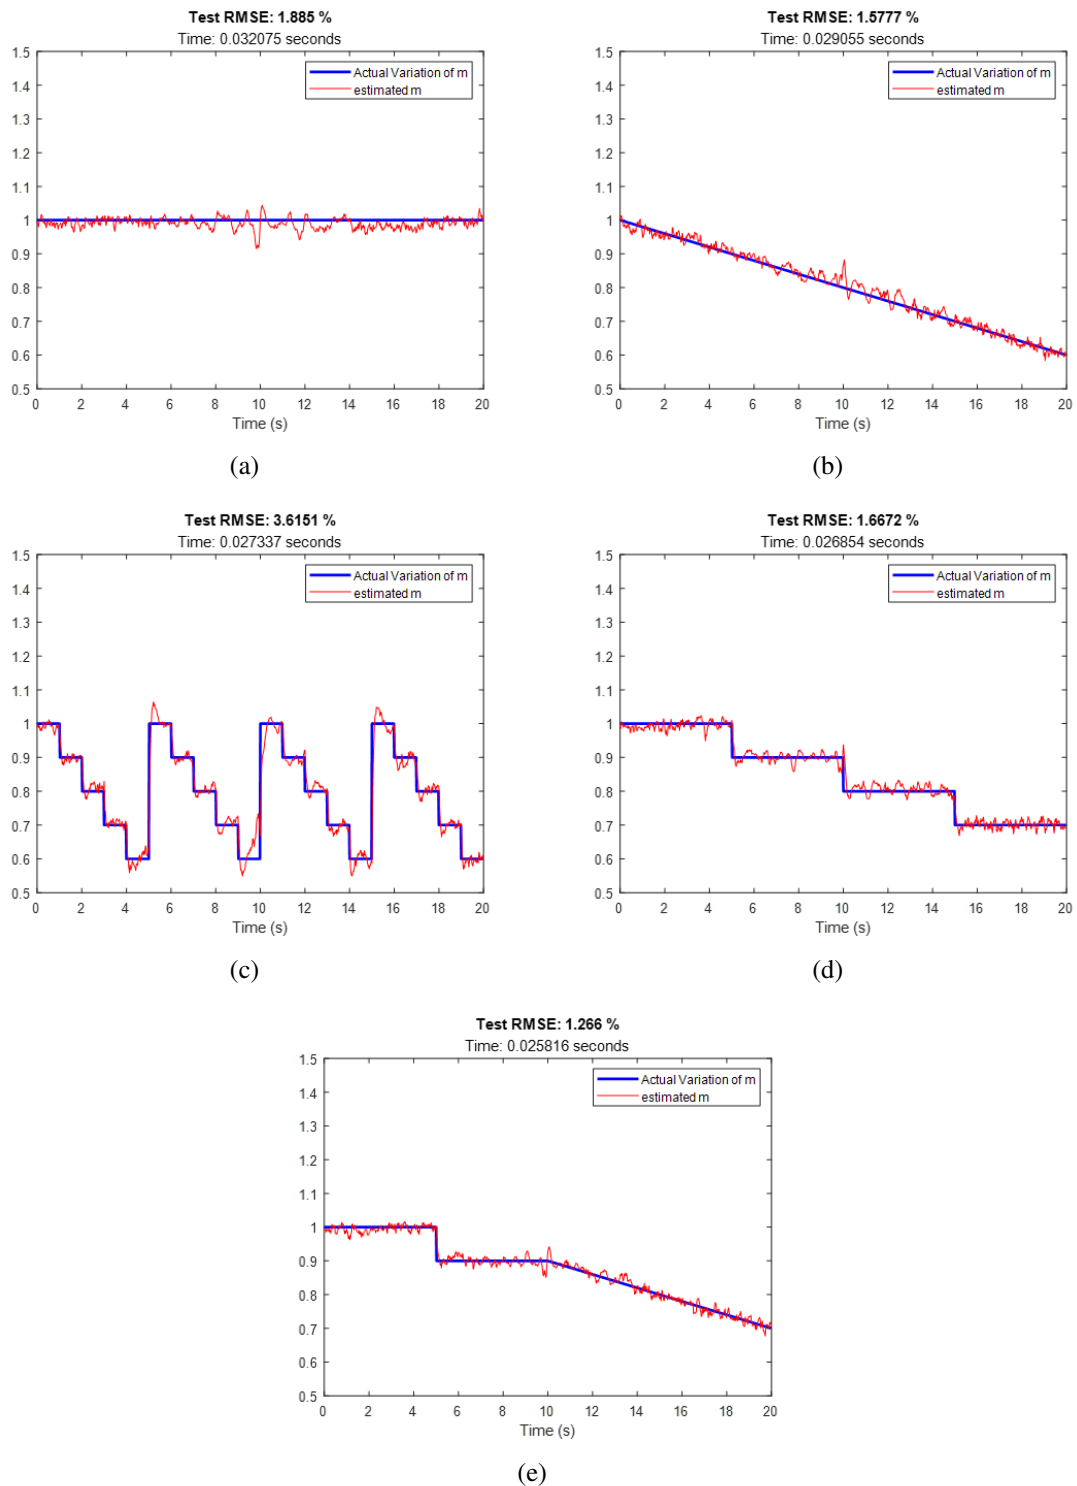 Test RMSE: 1.885 %
Time: 0.032075 seconds
1.5
1.4
1.3
1.2
1.1
1
0.9
0.8
0.7
0.6
0.5
Actual Variation of m
estimated m
0 2 4 6 8 10 12 14 16 18 20
Time (s)
(a)
Test RMSE: 1.5777 %
Time: 0.029055 seconds
1.5
1.4
1.3
1.2
1.1
1
0.9
0.8
0.7
0.6
0.5
Actual Variation of m
estimated m
0 2 4 6 8 10 12 14 16 18 20
Time (s)
(b)
Test RMSE: 3.6151 %
Time: 0.027337 seconds
1.5
1.4
1.3
1.2
1.1
1
0.9
0.8
0.7
0.6
0.5
Actual Variation of m
estimated m
0 2 4 6 8 10 12 14 16 18 20
Time (s)
(c)
Test RMSE: 1.6672 %
Time: 0.026854 seconds
1.5
1.4
1.3
1.2
1.1
1
0.9
0.8
0.7
0.6
0.5
Actual Variation of m
estimated m
0 2 4 6 8 10 12 14 16 18 20
Time (s)
(d)
Test RMSE: 1.266 %
Time: 0.025816 seconds
1.5
1.4
1.3
1.2
1.1
1
0.9
0.8
0.7
0.6
0.5
Actual Variation of m
estimated m
0 2 4 6 8 10 12 14 16 18 20
Time (s)
(e)